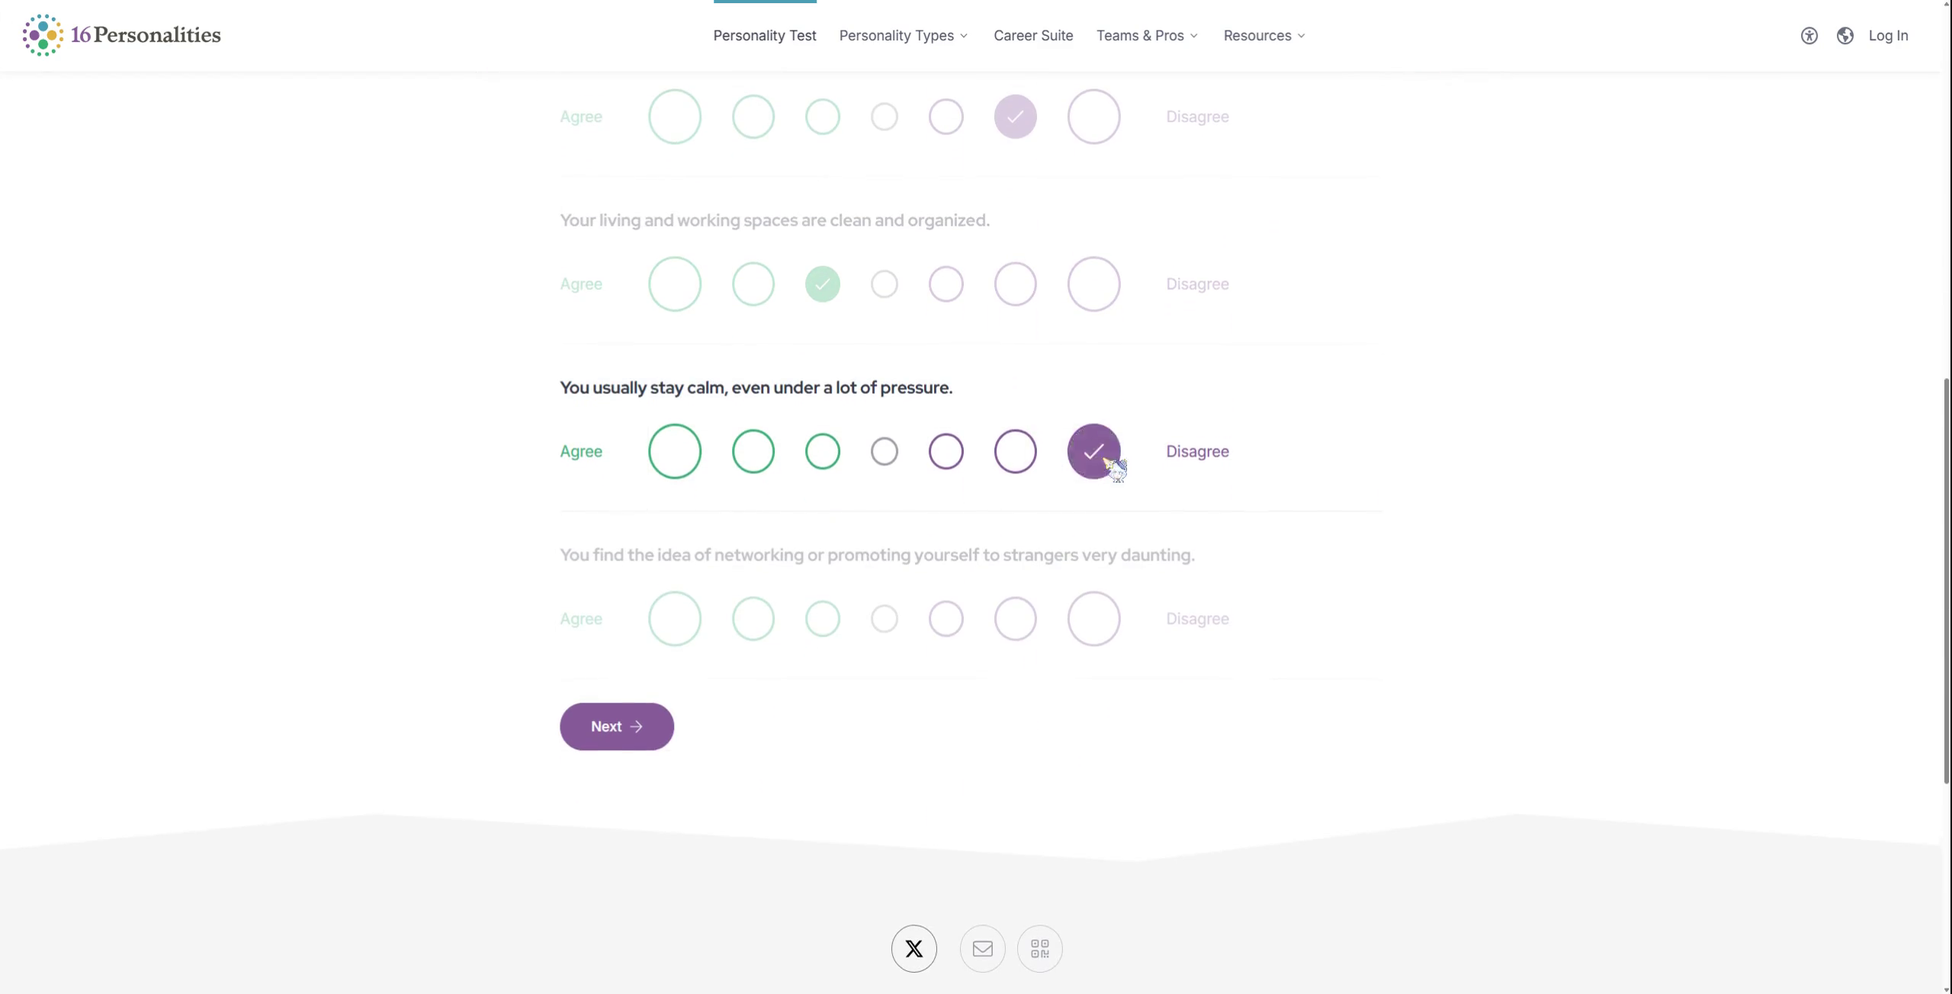 16Personalities
Personality Test Personality Types Career Suite Teams & Pros Resources Log In
Agree Disagree
Your living and working spaces are clean and organized.
Agree Disagree
You usually stay calm, even under a lot of pressure.
Agree Disagree
You find the idea of networking or promoting yourself to strangers very daunting.
Agree Disagree
Next →